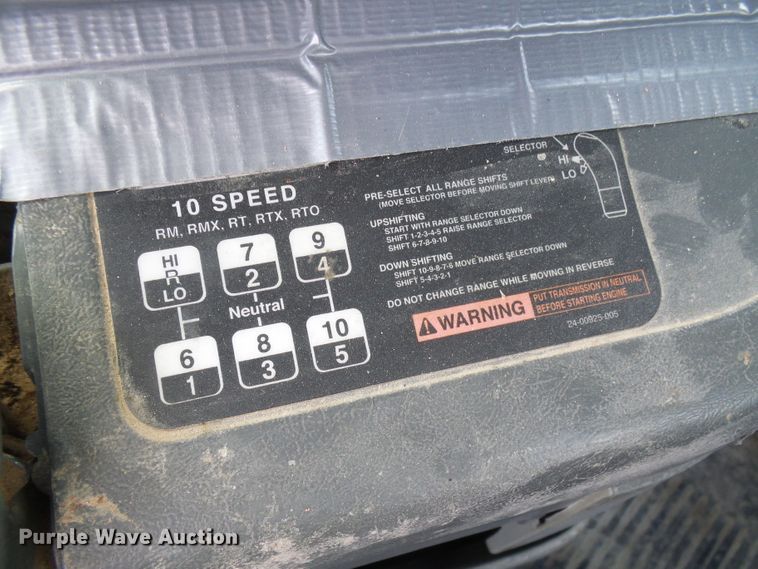 10 SPEED
RM, RMX, RT, RTX, RTO
HI
R
LO
7
2
9
4
Neutral
6
1
8
3
10
5
SELECTOR
HI
LO
PRE-SELECT ALL RANGE SHIFTS
(MOVE SELECTOR BEFORE MOVING SHIFT LEVER)
UPSHIFTING
START WITH RANGE SELECTOR DOWN
SHIFT 1-2-3-4-5 RAISE RANGE SELECTOR
SHIFT 6-7-8-9-10
DOWN SHIFTING
SHIFT 10-9-8-7-6 MOVE RANGE SELECTOR DOWN
SHIFT 5-4-3-2-1
DO NOT CHANGE RANGE WHILE MOVING IN REVERSE
WARNING
PUT TRANSMISSION IN NEUTRAL
BEFORE STARTING ENGINE
24-00925-005
Purple Wave Auction